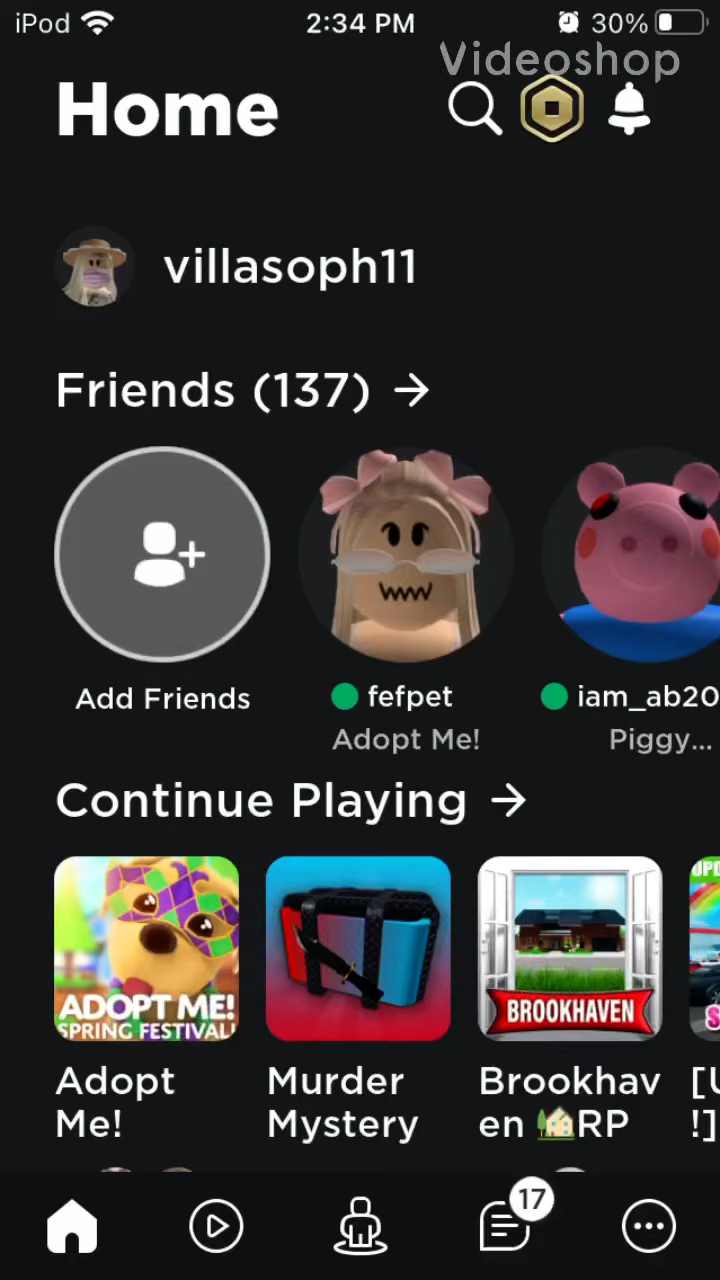 iPod 2:34 PM 30%
Videoshop
Home
villasoph11
Friends (137) →
Add Friends
fefpet
iam_ab20
Adopt Me!
Piggy...
Continue Playing →
ADOPT ME!
SPRING FESTIVAL!
BROOKHAVEN
Adopt
Me!
Murder
Mystery
Brookhav
en 🏡RP
[U
!]
17